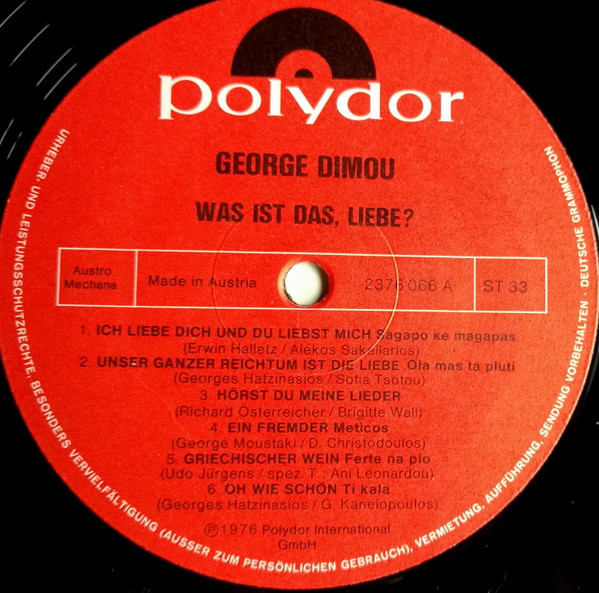 polydor
GEORGE DIMOU
WAS IST DAS, LIEBE?
Austro
Mechana
Made in Austria
2376 066 A
ST 33
1. ICH LIEBE DICH UND DU LIEBST MICH Sagapo ke magapas
(Erwin Halletz / Alekos Sakellarios)
2. UNSER GANZER REICHTUM IST DIE LIEBE Ola mas ta pluti
(Georges Hatzinasios / Sofia Tsotou)
3. HÖRST DU MEINE LIEDER
(Richard Österreicher / Brigitte Walt)
4. EIN FREMDER Meticos
(George Moustaki / D. Christodoulos)
5. GRIECHISCHER WEIN Ferte na pio
(Udo Jürgens / spez. T.: Ani Leonardou)
6. OH WIE SCHÖN Ti kala
(Georges Hatzinasios / G. Kanelopoulos)
℗ 1976 Polydor International
GmbH
URHEBER- UND LEISTUNGSSCHUTZRECHTE, BESONDERS VERVIELFÄLTIGUNG (AUSSER ZUM PERSÖNLICHEN GEBRAUCH), VERMIETUNG, AUFFÜHRUNG, SENDUNG VORBEHALTEN · DEUTSCHE GRAMMOPHON